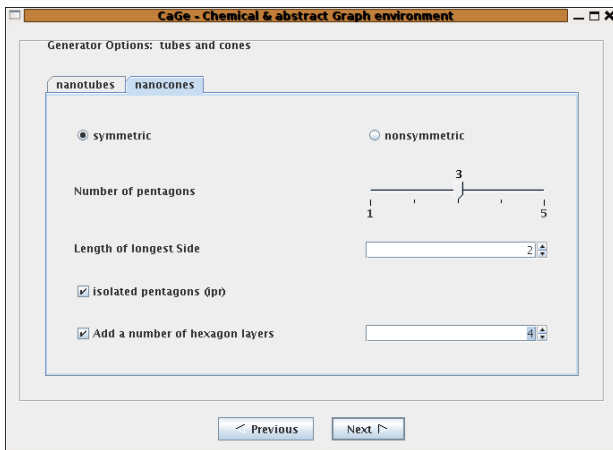 CaGe - Chemical & abstract Graph environment
Generator Options: tubes and cones
nanotubes nanocones
symmetric nonsymmetric
3
Number of pentagons
1 5
Length of longest Side 2
isolated pentagons (ipr)
Add a number of hexagon layers 4
Previous Next